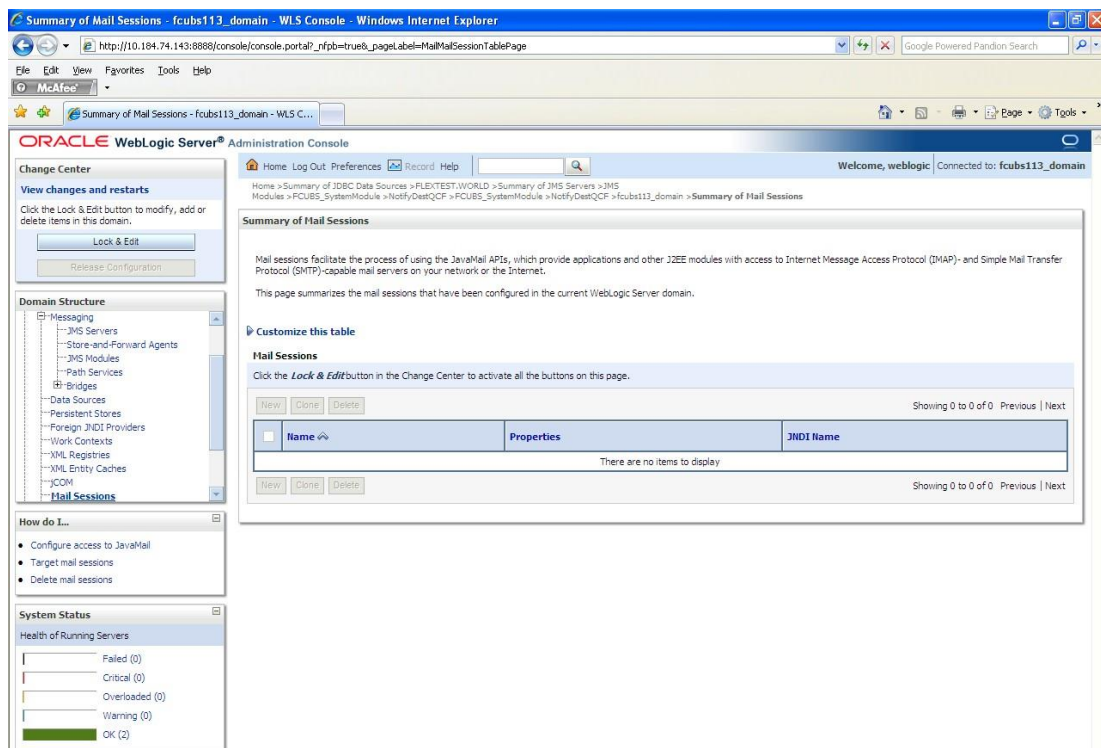 Summary of Mail Sessions - fcubs113_domain - WLS Console - Windows Internet Explorer
http://10.184.74.143:8888/console/console.portal?_nfpb=true&_pageLabel=MailMailSessionTablePage
Google Powered Pandion Search
File Edit View Favorites Tools Help
McAfee
Summary of Mail Sessions - fcubs113_domain - WLS C...
Page Tools
ORACLE WebLogic Server® Administration Console
Change Center
View changes and restarts
Click the Lock & Edit button to modify, add or
delete items in this domain.
Lock & Edit
Release Configuration
Domain Structure
Messaging
JMS Servers
Store-and-Forward Agents
JMS Modules
Path Services
Bridges
Data Sources
Persistent Stores
Foreign JNDI Providers
Work Contexts
XML Registries
XML Entity Caches
jCOM
Mail Sessions
How do I...
Configure access to JavaMail
Target mail sessions
Delete mail sessions
System Status
Health of Running Servers
Failed (0)
Critical (0)
Overloaded (0)
Warning (0)
OK (2)
Home Log Out Preferences Record Help
Welcome, weblogic Connected to: fcubs113_domain
Home >Summary of JDBC Data Sources >FLEXTEST.WORLD >Summary of JMS Servers >JMS
Modules >FCUBS_SystemModule >NotifyDestQCF >FCUBS_SystemModule >NotifyDestQCF >fcubs113_domain >Summary of Mail Sessions
Summary of Mail Sessions
Mail sessions facilitate the process of using the JavaMail APIs, which provide applications and other J2EE modules with access to Internet Message Access Protocol (IMAP)- and Simple Mail Transfer
Protocol (SMTP)-capable mail servers on your network or the Internet.
This page summarizes the mail sessions that have been configured in the current WebLogic Server domain.
Customize this table
Mail Sessions
Click the Lock & Edit button in the Change Center to activate all the buttons on this page.
New Clone Delete Showing 0 to 0 of 0 Previous | Next
Name Properties JNDI Name
There are no items to display
New Clone Delete Showing 0 to 0 of 0 Previous | Next